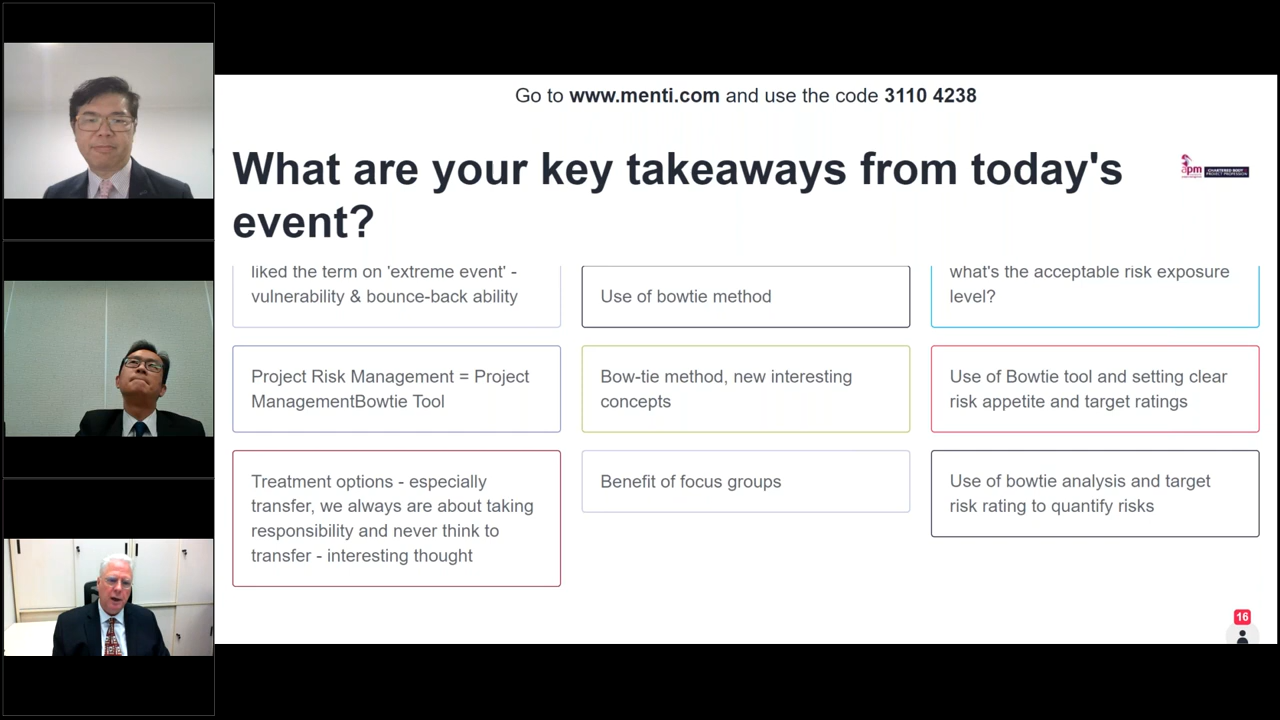 Go to www.menti.com and use the code 3110 4238
What are your key takeaways from today's
event?
apm
CHARTERED BODY
PROJECT PROFESSION
liked the term on 'extreme event' -
vulnerability & bounce-back ability
Use of bowtie method
what's the acceptable risk exposure
level?
Project Risk Management = Project
ManagementBowtie Tool
Bow-tie method, new interesting
concepts
Use of Bowtie tool and setting clear
risk appetite and target ratings
Treatment options - especially
transfer, we always are about taking
responsibility and never think to
transfer - interesting thought
Benefit of focus groups
Use of bowtie analysis and target
risk rating to quantify risks
16